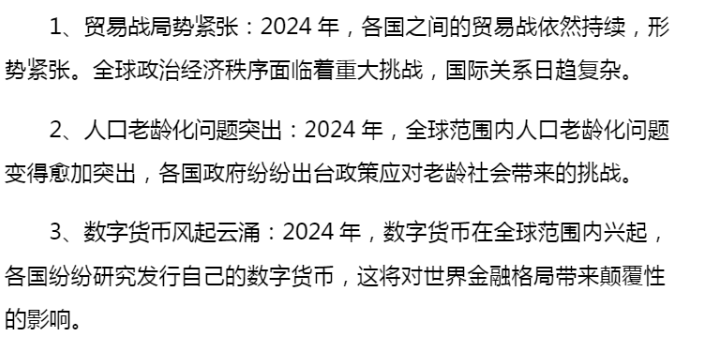 1、贸易战局势紧张：2024 年，各国之间的贸易战依然持续，形
势紧张。全球政治经济秩序面临着重大挑战，国际关系日趋复杂。
2、人口老龄化问题突出：2024 年，全球范围内人口老龄化问题
变得愈加突出，各国政府纷纷出台政策应对老龄社会带来的挑战。
3、数字货币风起云涌：2024 年，数字货币在全球范围内兴起，
各国纷纷研究发行自己的数字货币，这将对世界金融格局带来颠覆性
的影响。